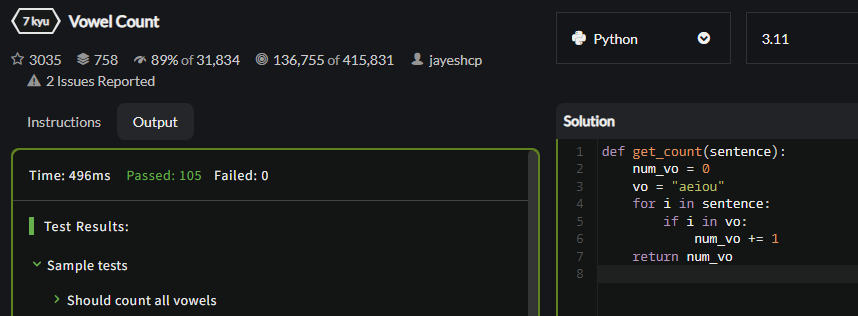 7 kyu Vowel Count
3035 758 89% of 31,834 136,755 of 415,831 jayeshcp
2 Issues Reported
Python 3.11
Instructions Output
Time: 496ms Passed: 105 Failed: 0
Test Results:
Sample tests
Should count all vowels
Solution
1 def get_count(sentence):
2     num_vo = 0
3     vo = "aeiou"
4     for i in sentence:
5         if i in vo:
6             num_vo += 1
7     return num_vo
8